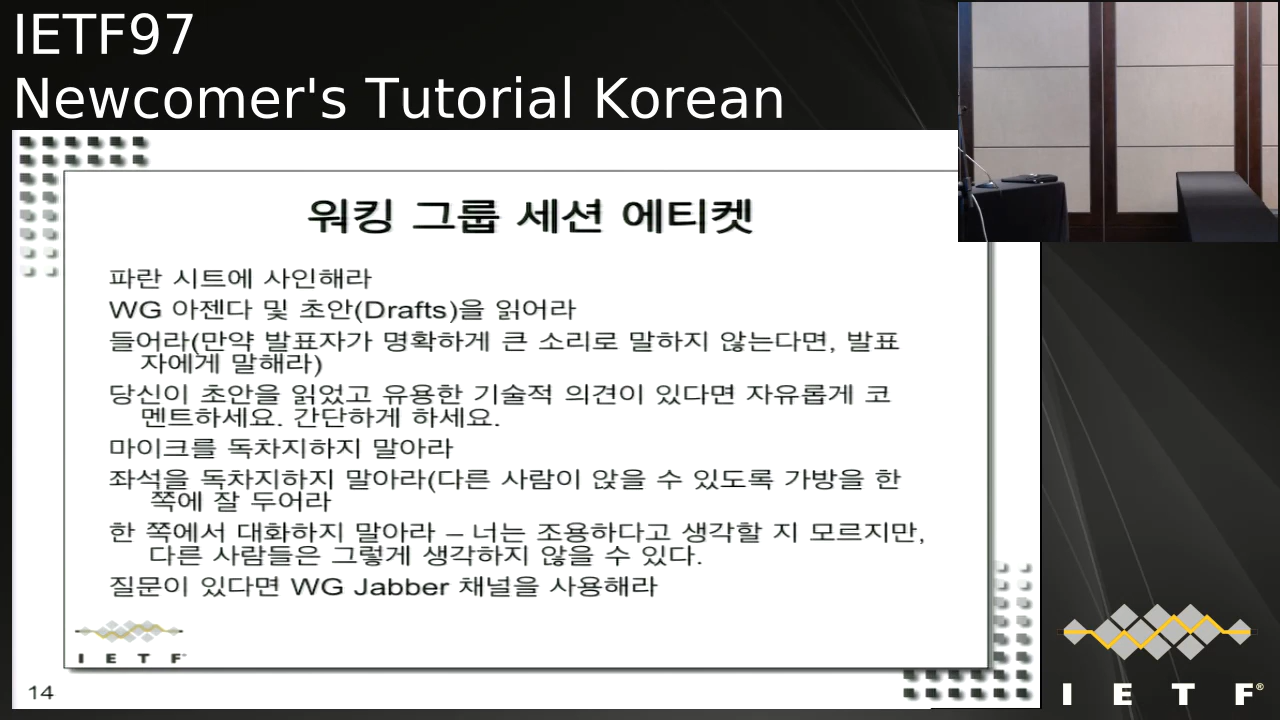 IETF97
Newcomer's Tutorial Korean
워킹 그룹 세션 에티켓
파란 시트에 사인해라
WG 아젠다 및 초안(Drafts)을 읽어라
들어라(만약 발표자가 명확하게 큰 소리로 말하지 않는다면, 발표
자에게 말해라)
당신이 초안을 읽었고 유용한 기술적 의견이 있다면 자유롭게 코
멘트하세요. 간단하게 하세요.
마이크를 독차지하지 말아라
좌석을 독차지하지 말아라(다른 사람이 앉을 수 있도록 가방을 한
쪽에 잘 두어라
한 쪽에서 대화하지 말아라 – 너는 조용하다고 생각할 지 모르지만,
다른 사람들은 그렇게 생각하지 않을 수 있다.
질문이 있다면 WG Jabber 채널을 사용해라
I E T F
14
I E T F®